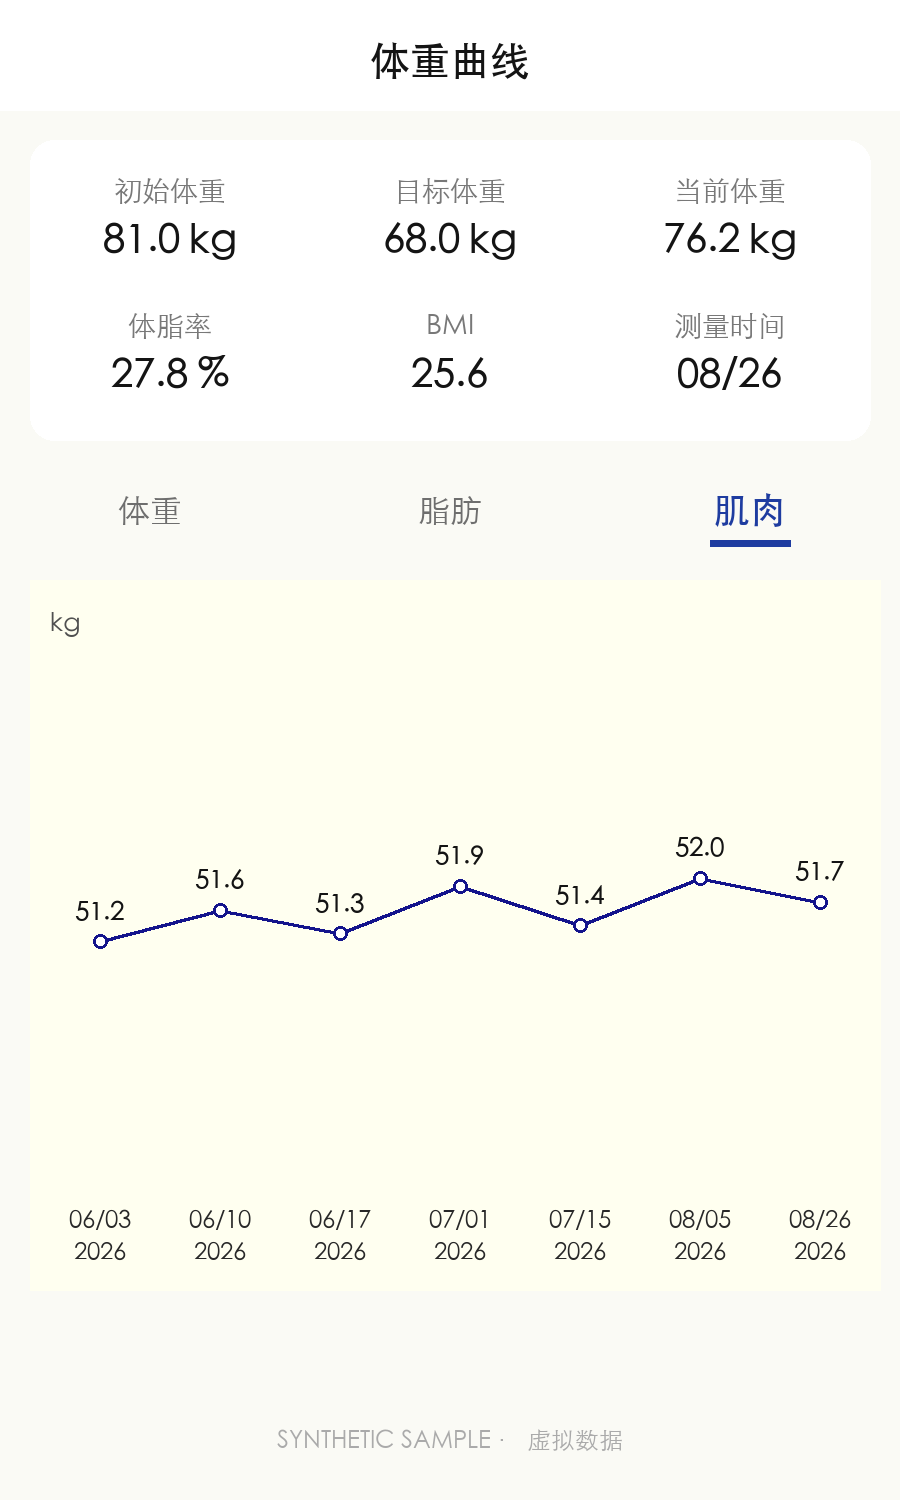 体重曲线
初始体重 目标体重 当前体重
81.0 kg 68.0 kg 76.2 kg
体脂率 BMI 测量时间
27.8 % 25.6 08/26
体重 脂肪 肌肉
kg
51.2 51.6 51.3 51.9 51.4 52.0 51.7
06/03 06/10 06/17 07/01 07/15 08/05 08/26
2026 2026 2026 2026 2026 2026 2026
SYNTHETIC SAMPLE · 虚拟数据